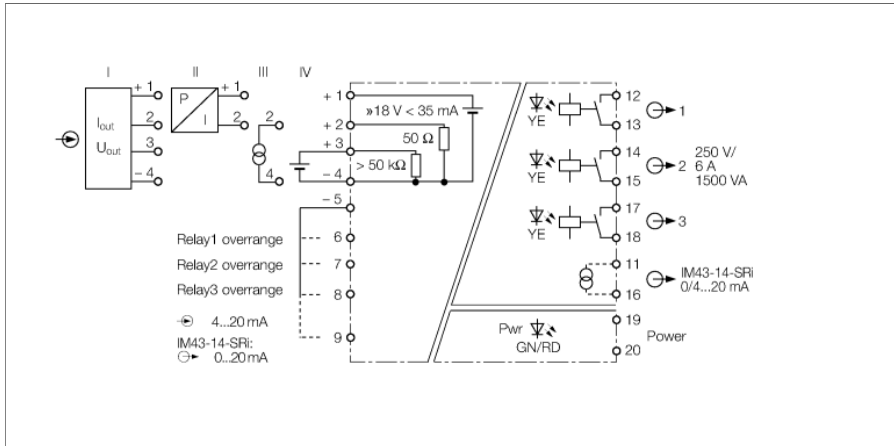 I II III IV
+ 1
2
3
– 4
Iout
Uout
P
I
+ 1
2
2
4
+ 1
+ 2
+ 3
– 4
– 5
6
7
8
9
»18 V < 35 mA
50 Ω
> 50 kΩ
Relay1 overrange
Relay2 overrange
Relay3 overrange
4...20 mA
IM43-14-SRi:
0...20 mA
YE
12
13
1
YE
14
15
2
250 V/
6 A
1500 VA
YE
17
18
3
11
16
IM43-14-SRi
0/4...20 mA
Pwr
GN/RD
19
20
Power